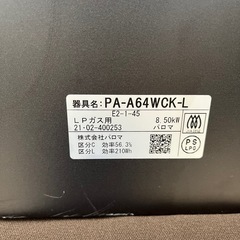 器具名: PA-A64WCK-L
E2-1-45
LPガス用 8.50kW
21·02-400253 パロマ
株式会社パロマ
区分C 効率56.3%
区分L 効率210Wh
PS
LPG